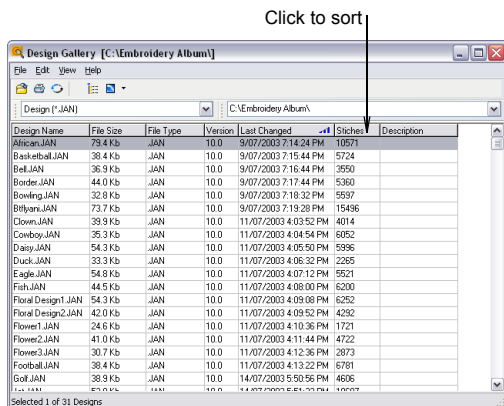 Click to sort
Design Gallery [C:\Embroidery Album\]
File Edit View Help
Design (*.JAN) C:\Embroidery Album\
Design Name File Size File Type Version Last Changed Stiches Description
African.JAN 79.4 Kb .JAN 10.0 9/07/2003 7:14:24 PM 10571
Basketball.JAN 38.4 Kb .JAN 10.0 9/07/2003 7:15:44 PM 5724
Bell.JAN 36.9 Kb .JAN 10.0 9/07/2003 7:16:44 PM 3550
Border.JAN 44.0 Kb .JAN 10.0 9/07/2003 7:17:44 PM 5360
Bowling.JAN 32.8 Kb .JAN 10.0 9/07/2003 7:18:32 PM 5597
Btflyani.JAN 73.7 Kb .JAN 10.0 9/07/2003 7:19:28 PM 15496
Clown.JAN 39.9 Kb .JAN 10.0 11/07/2003 4:03:52 PM 4014
Cowboy.JAN 35.3 Kb .JAN 10.0 11/07/2003 4:04:54 PM 6052
Daisy.JAN 54.3 Kb .JAN 10.0 11/07/2003 4:05:50 PM 5996
Duck.JAN 33.3 Kb .JAN 10.0 11/07/2003 4:06:32 PM 2265
Eagle.JAN 54.8 Kb .JAN 10.0 11/07/2003 4:07:12 PM 5521
Fish.JAN 44.5 Kb .JAN 10.0 11/07/2003 4:08:00 PM 6200
Floral Design1.JAN 54.3 Kb .JAN 10.0 11/07/2003 4:09:08 PM 6252
Floral Design2.JAN 42.0 Kb .JAN 10.0 11/07/2003 4:09:52 PM 4292
Flower1.JAN 24.6 Kb .JAN 10.0 11/07/2003 4:10:36 PM 1721
Flower2.JAN 41.0 Kb .JAN 10.0 11/07/2003 4:11:44 PM 4722
Flower3.JAN 30.7 Kb .JAN 10.0 11/07/2003 4:12:36 PM 2873
Football.JAN 38.4 Kb .JAN 10.0 11/07/2003 4:13:22 PM 6781
Golf.JAN 38.9 Kb .JAN 10.0 14/07/2003 5:50:56 PM 4606
Selected 1 of 31 Designs